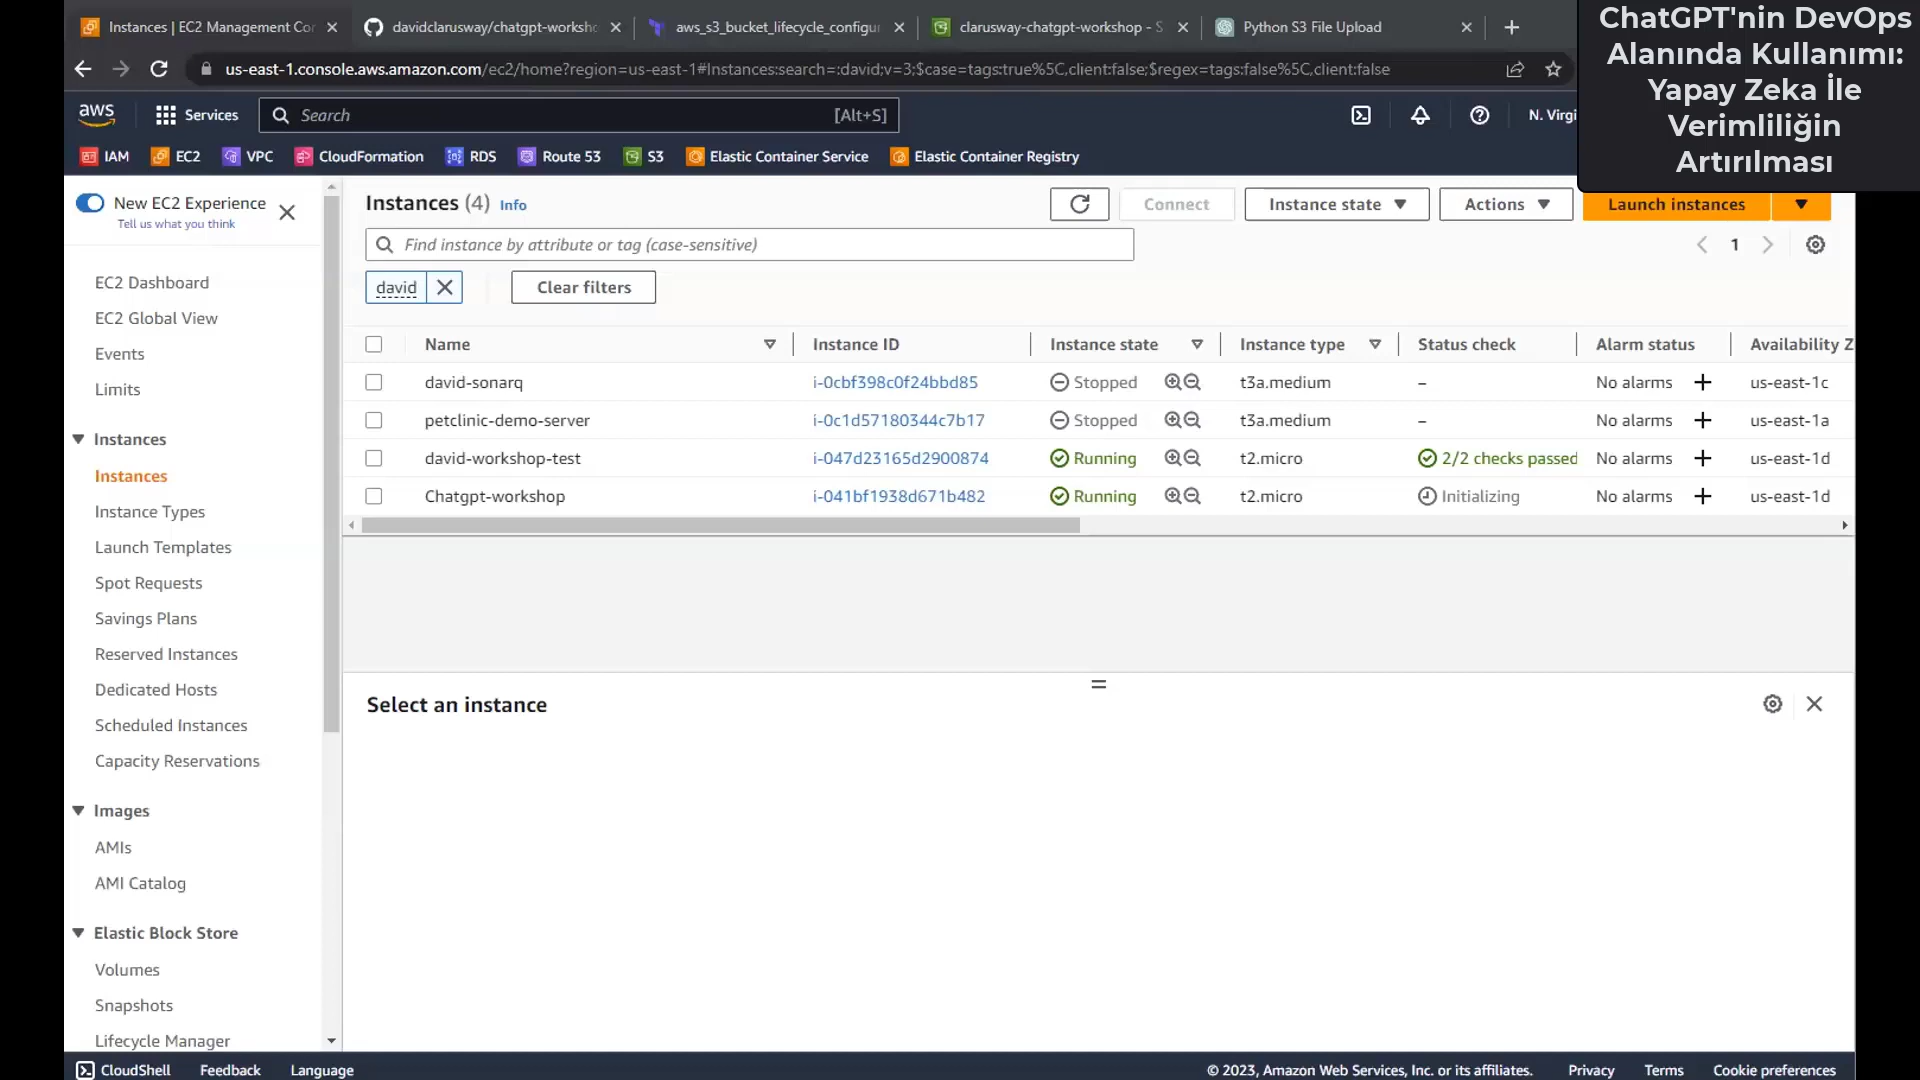 Instances | EC2 Management Cor
davidclarusway/chatgpt-worksho
aws_s3_bucket_lifecycle_configur
clarusway-chatgpt-workshop - S
Python S3 File Upload
us-east-1.console.aws.amazon.com/ec2/home?region=us-east-1#Instances:search=:david;v=3;$case=tags:true%5C,client:false;$regex=tags:false%5C,client:false
ChatGPT'nin DevOps
Alanında Kullanımı:
Yapay Zeka İle
Verimliliğin
Artırılması
aws
Services
Search
[Alt+S]
N. Virgi
IAM
EC2
VPC
CloudFormation
RDS
Route 53
S3
Elastic Container Service
Elastic Container Registry
New EC2 Experience
Tell us what you think
EC2 Dashboard
EC2 Global View
Events
Limits
Instances
Instances
Instance Types
Launch Templates
Spot Requests
Savings Plans
Reserved Instances
Dedicated Hosts
Scheduled Instances
Capacity Reservations
Images
AMIs
AMI Catalog
Elastic Block Store
Volumes
Snapshots
Lifecycle Manager
Instances (4) Info
Connect
Instance state
Actions
Launch instances
Find instance by attribute or tag (case-sensitive)
1
david
Clear filters
Name Instance ID Instance state Instance type Status check Alarm status Availability Z
david-sonarq i-0cbf398c0f24bbd85 Stopped t3a.medium – No alarms + us-east-1c
petclinic-demo-server i-0c1d57180344c7b17 Stopped t3a.medium – No alarms + us-east-1a
david-workshop-test i-047d23165d2900874 Running t2.micro 2/2 checks passed No alarms + us-east-1d
Chatgpt-workshop i-041bf1938d671b482 Running t2.micro Initializing No alarms + us-east-1d
Select an instance
CloudShell
Feedback
Language
© 2023, Amazon Web Services, Inc. or its affiliates.
Privacy
Terms
Cookie preferences